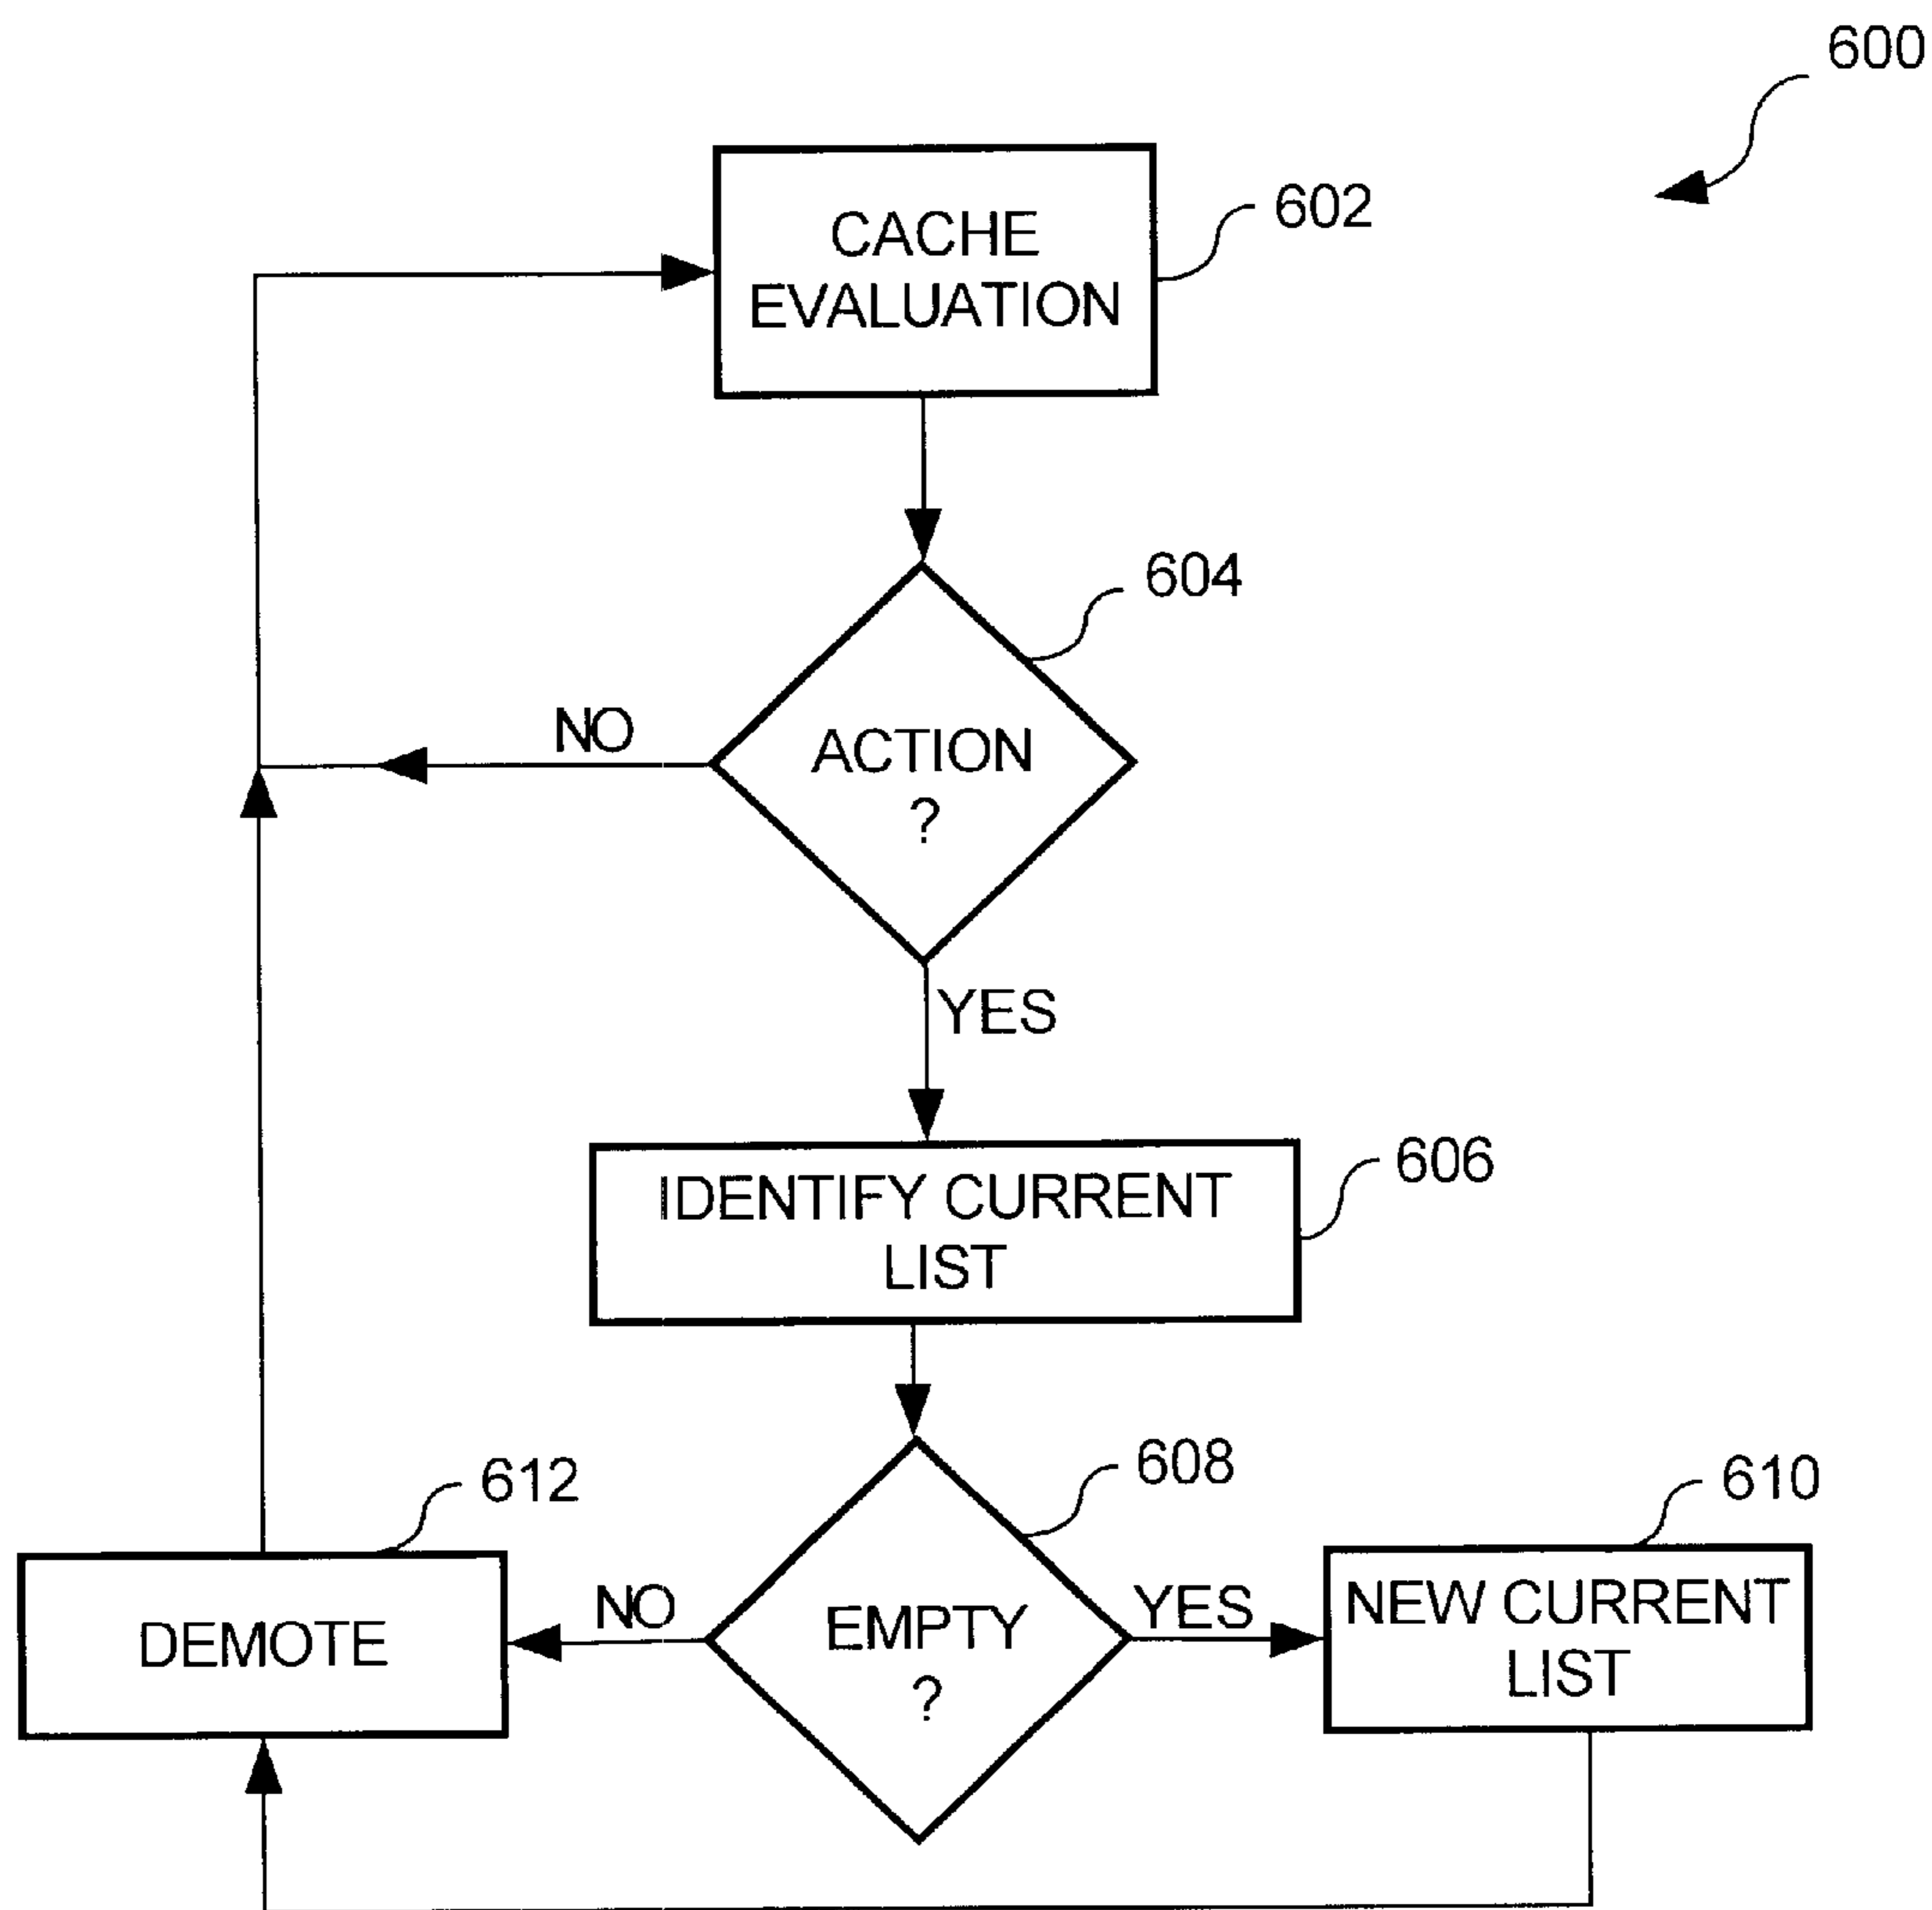 600
CACHE
EVALUATION
602
604
ACTION
?
NO
YES
IDENTIFY CURRENT
LIST
606
608
EMPTY
?
NO
YES
612
DEMOTE
610
NEW CURRENT
LIST